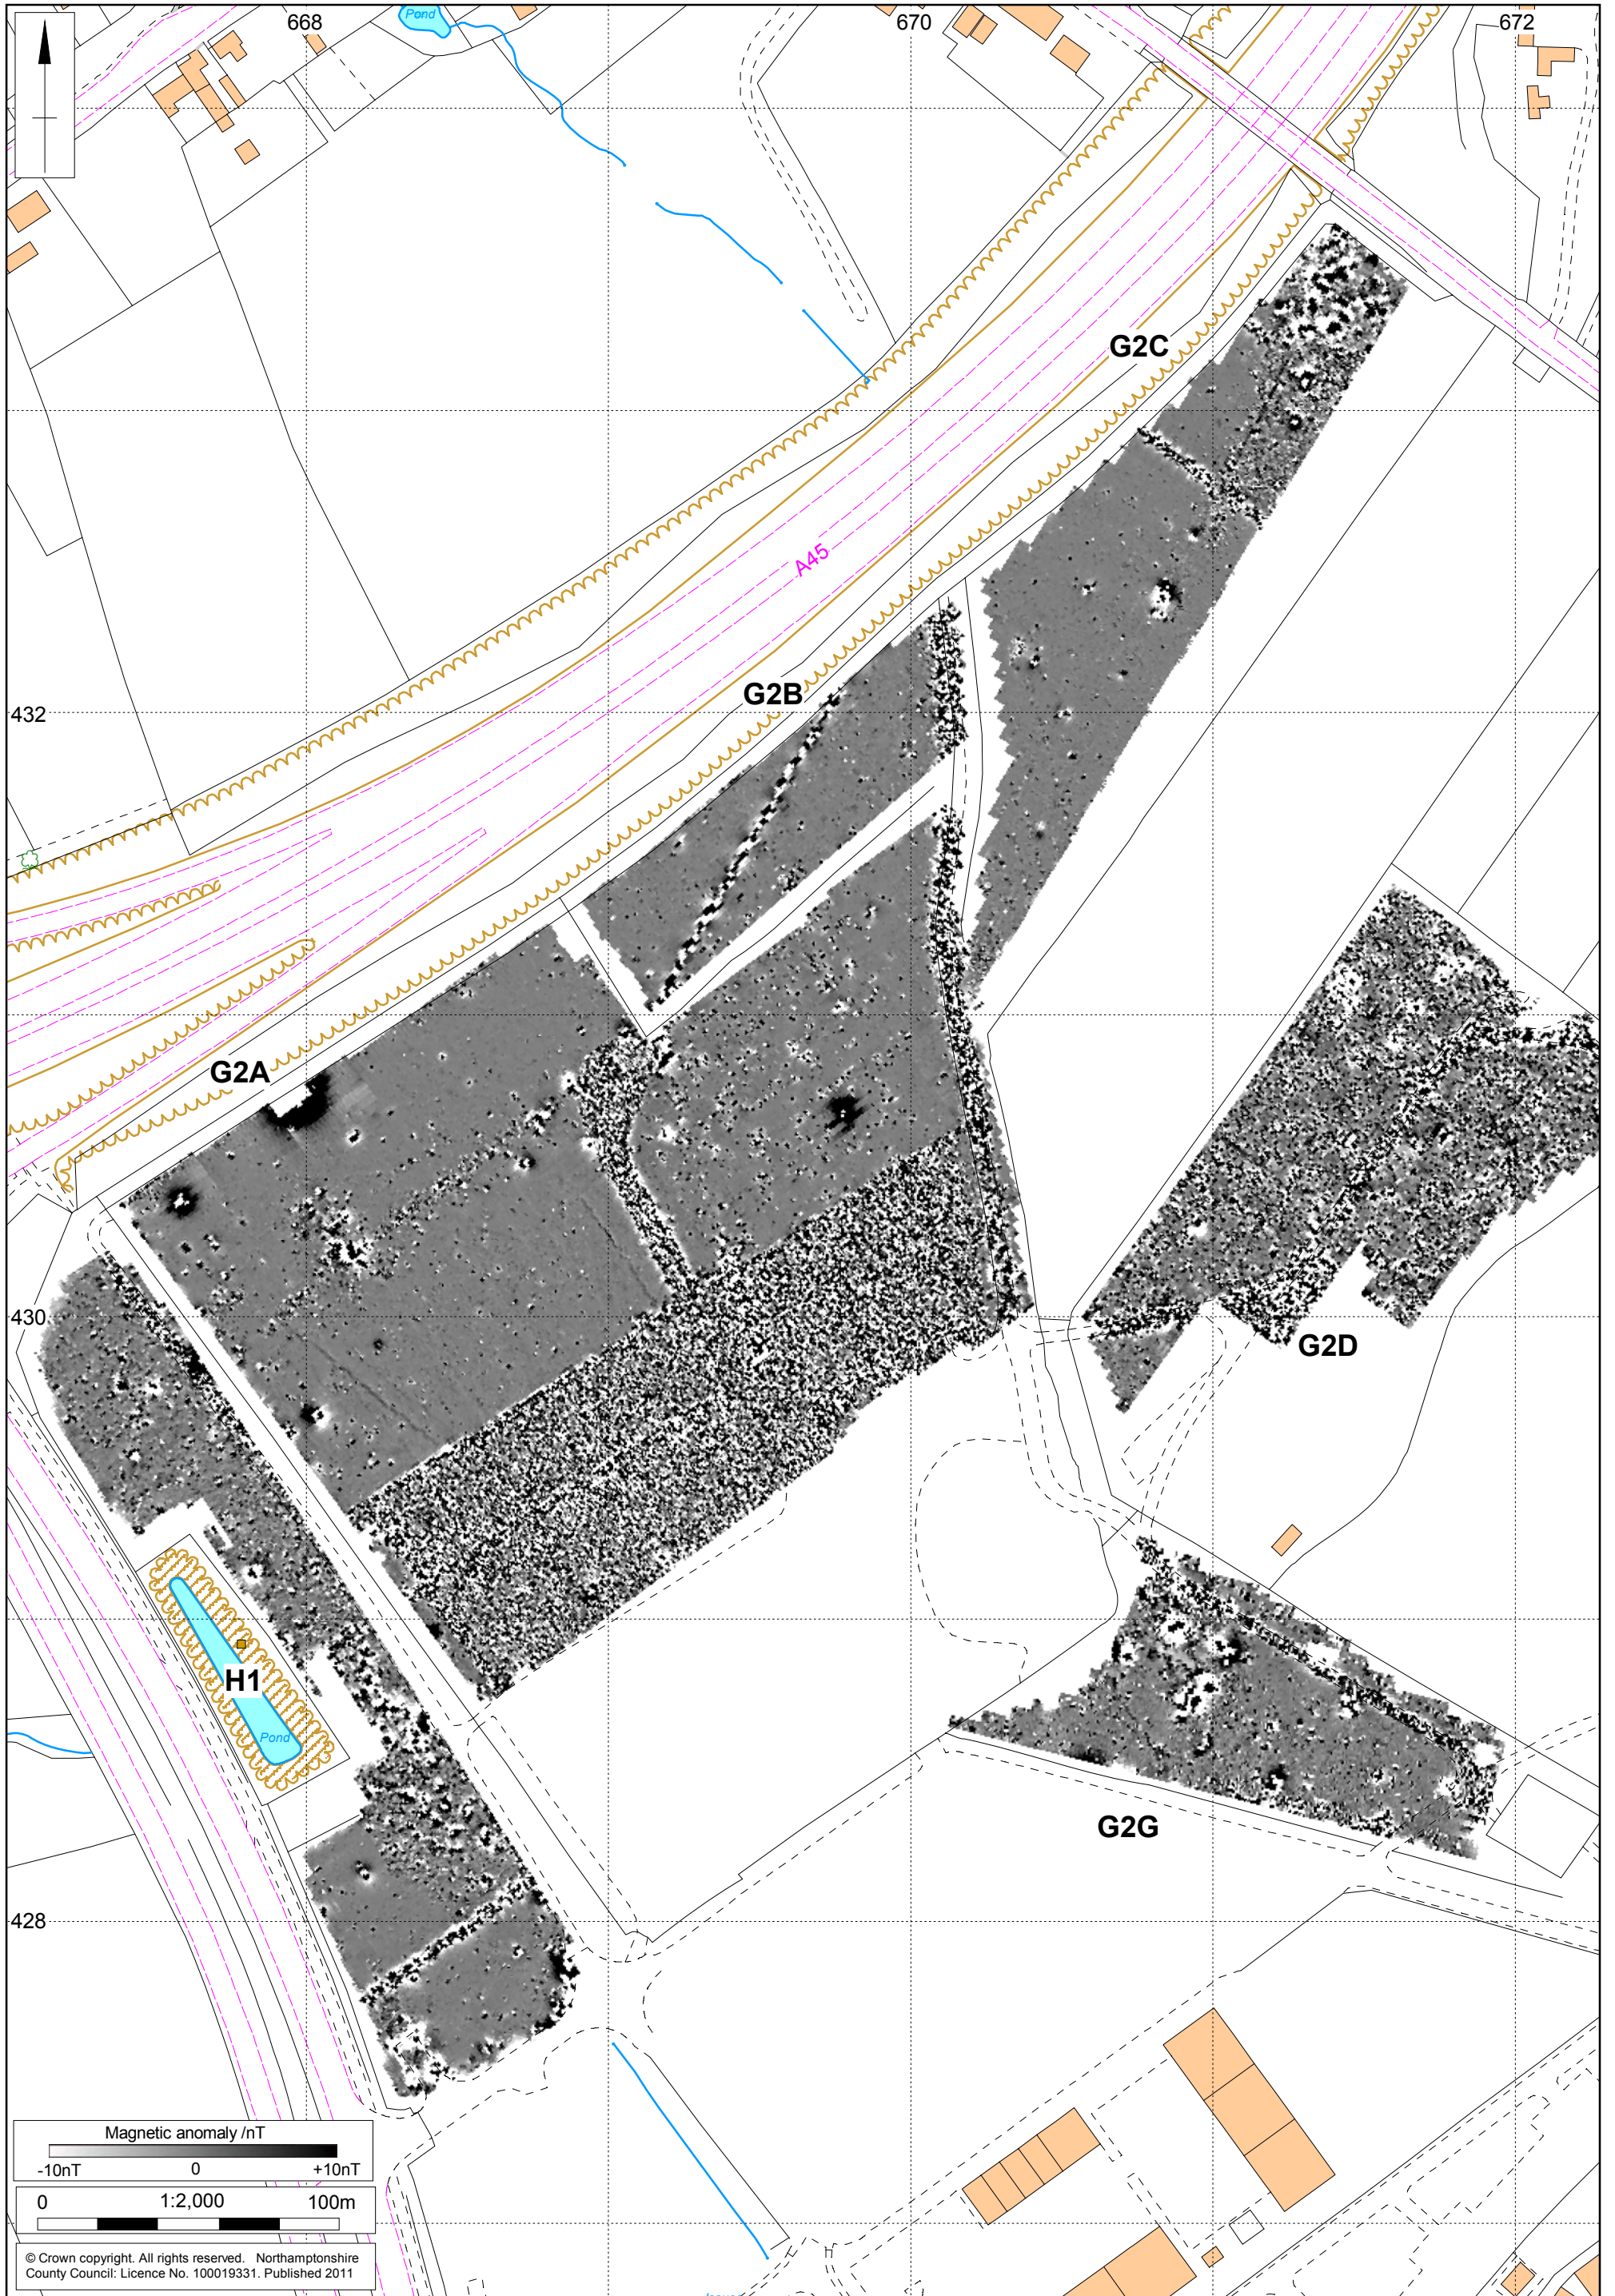 668
Pond
670
672
G2C
A45
G2B
432
G2A
430
G2D
H1
Pond
G2G
428
Magnetic anomaly /nT
-10nT 0 +10nT
0 1:2,000 100m
© Crown copyright. All rights reserved. Northamptonshire
County Council: Licence No. 100019331. Published 2011